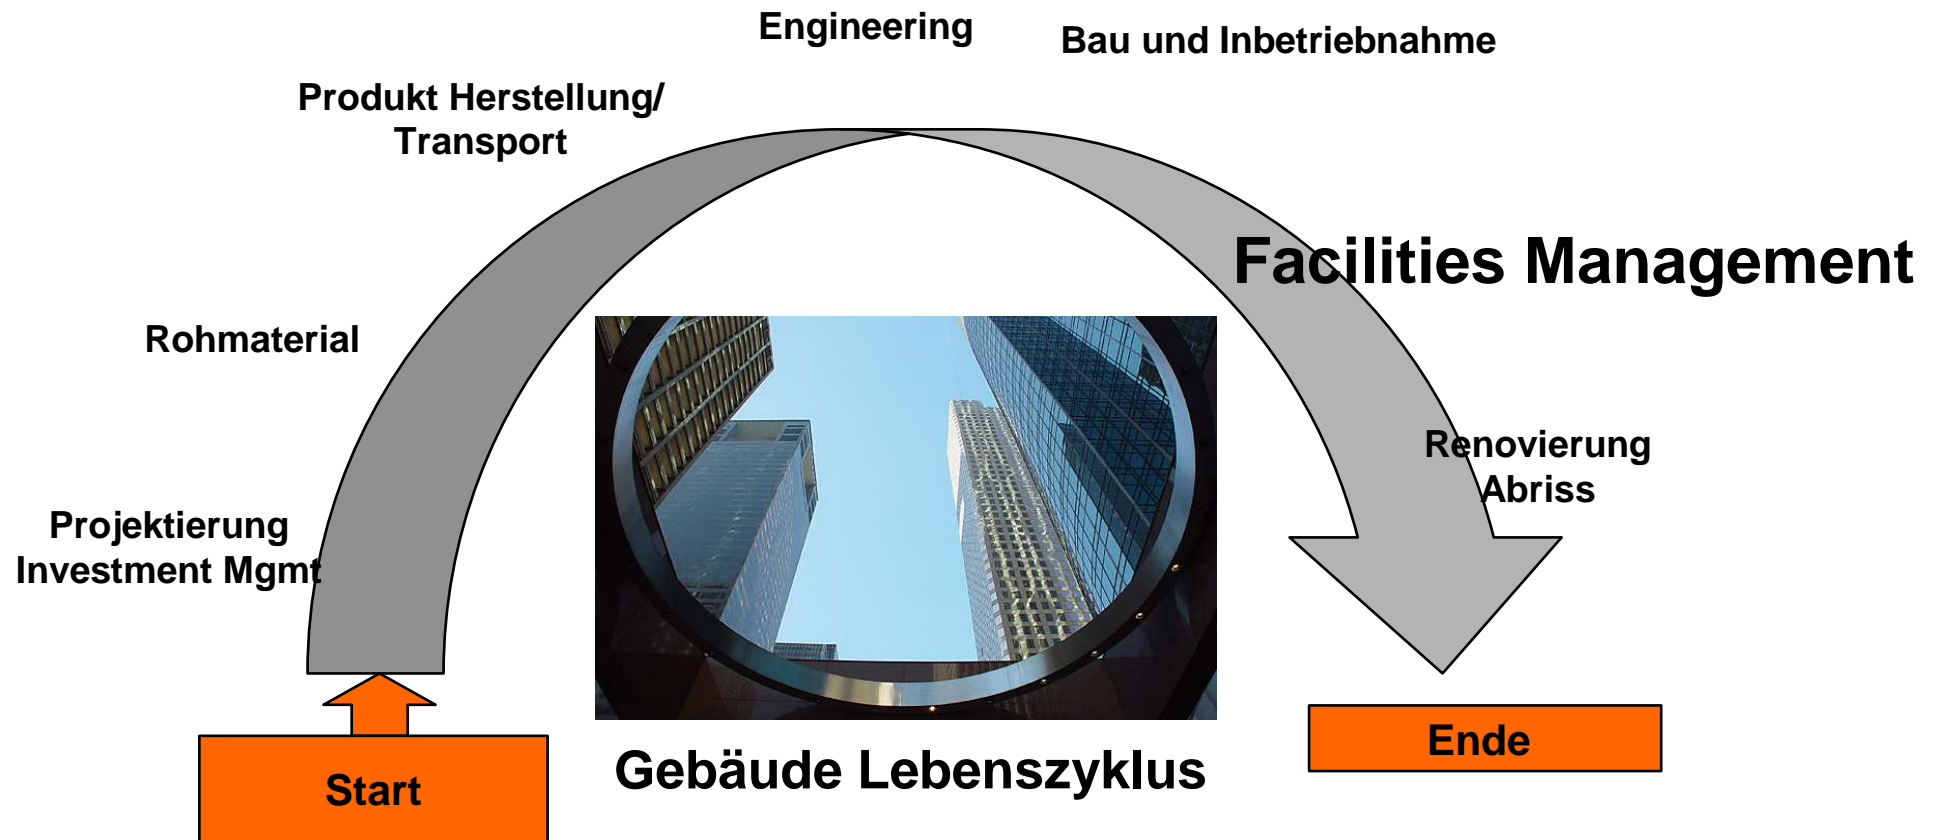 Engineering
Bau und Inbetriebnahme
Produkt Herstellung/
Transport
Facilities Management
Rohmaterial
Renovierung
Abriss
Projektierung
Investment Mgmt
Ende
Gebäude Lebenszyklus
Start